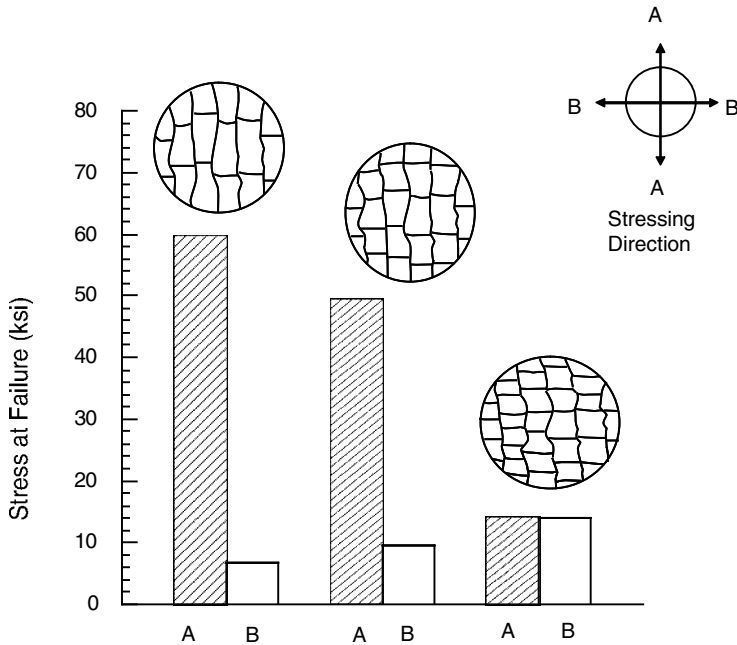 A
B
B
A
Stressing
Direction
Stress at Failure (ksi)
80
70
60
50
40
30
20
10
0
A
B
A
B
A
B